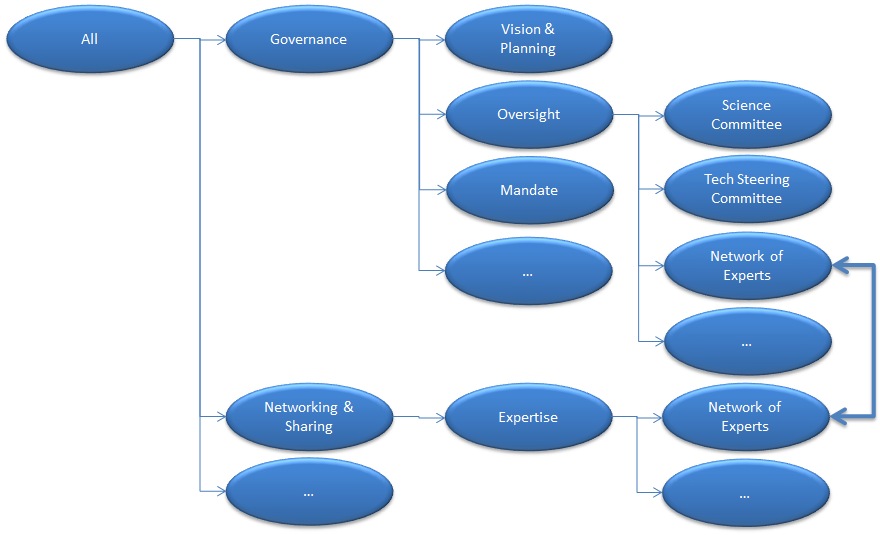 All
Governance
Vision &
Planning
Oversight
Science
Committee
Mandate
Tech Steering
Committee
...
Network of
Experts
...
Networking &
Sharing
Expertise
Network of
Experts
...
...